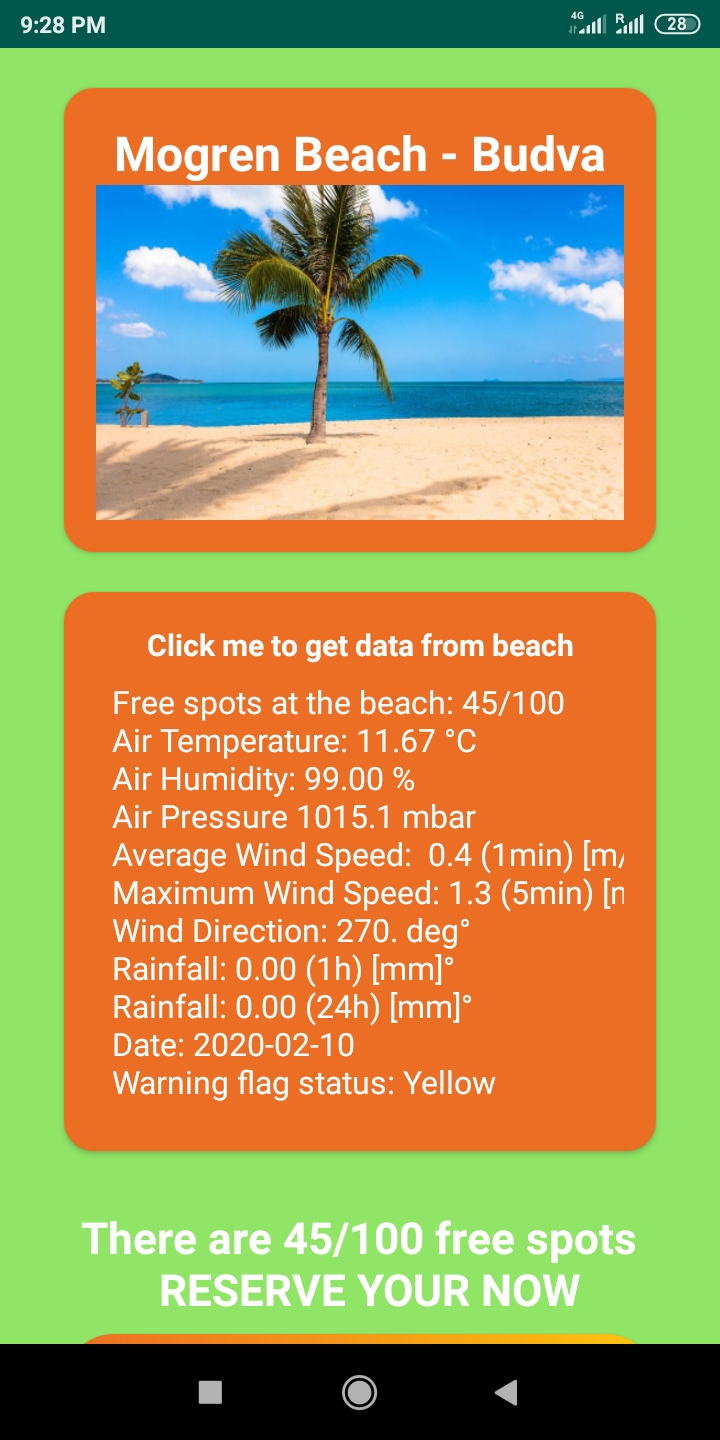 9:28 PM 4G R 28
Mogren Beach - Budva
Click me to get data from beach
Free spots at the beach: 45/100
Air Temperature: 11.67 °C
Air Humidity: 99.00 %
Air Pressure 1015.1 mbar
Average Wind Speed:  0.4 (1min) [m/
Maximum Wind Speed: 1.3 (5min) [n
Wind Direction: 270. deg°
Rainfall: 0.00 (1h) [mm]°
Rainfall: 0.00 (24h) [mm]°
Date: 2020-02-10
Warning flag status: Yellow
There are 45/100 free spots
RESERVE YOUR NOW